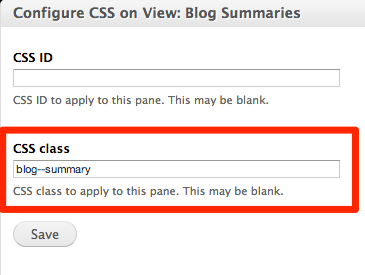 Configure CSS on View: Blog Summaries
CSS ID
CSS ID to apply to this pane. This may be blank.
CSS class
blog--summary
CSS class to apply to this pane. This may be blank.
Save